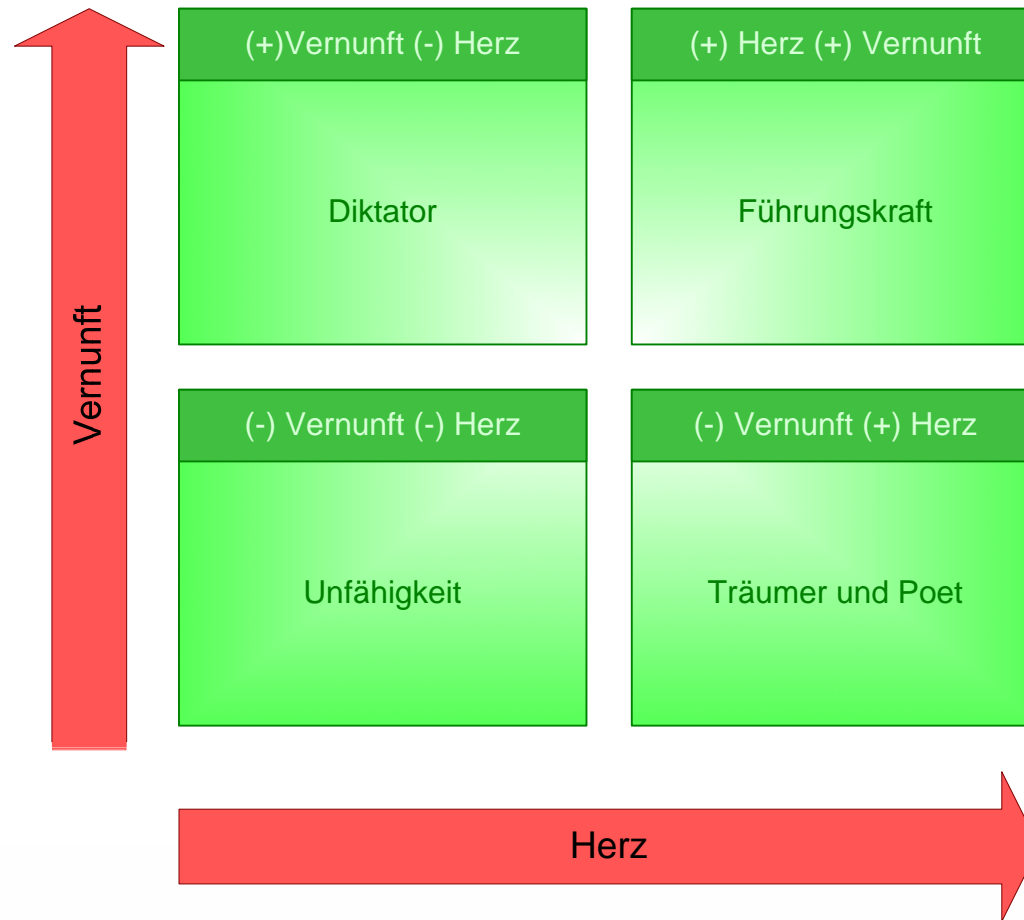 (+)Vernunft (-) Herz
(+) Herz (+) Vernunft
Diktator
Führungskraft
Vernunft
(-) Vernunft (-) Herz
(-) Vernunft (+) Herz
Unfähigkeit
Träumer und Poet
Herz